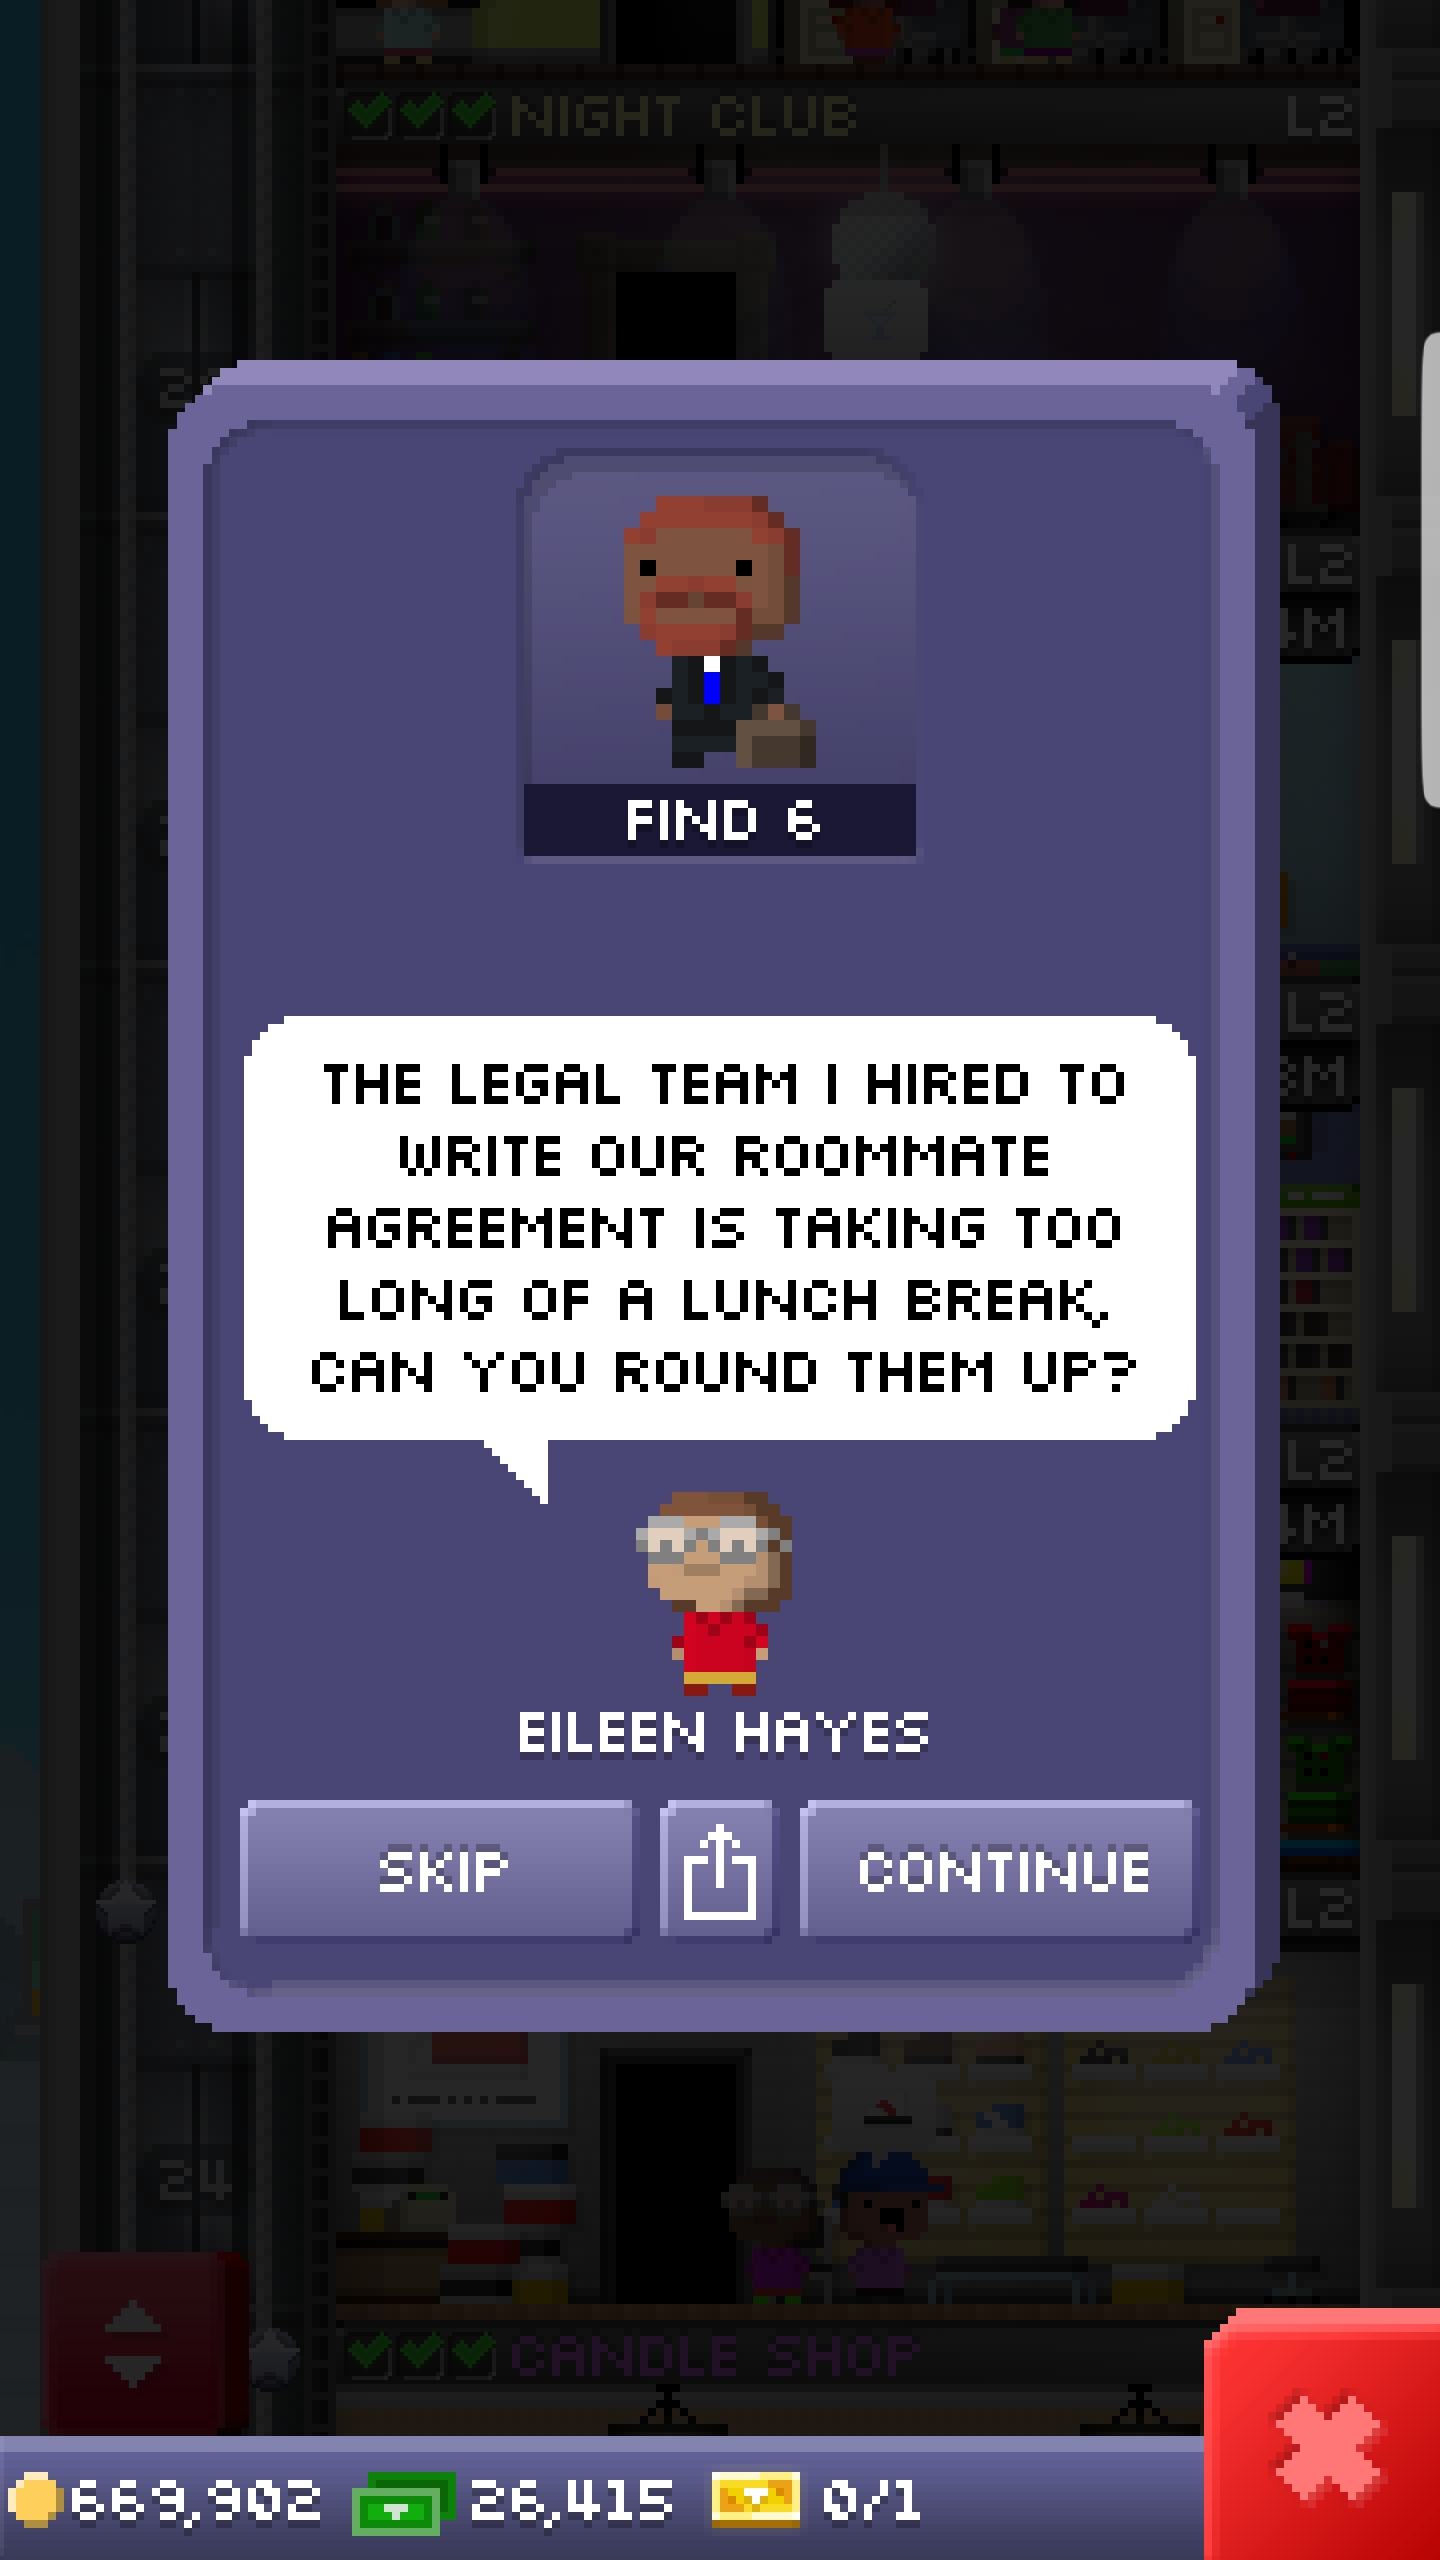 NIGHT CLUB L2
L2
FIND 6
L2
THE LEGAL TEAM I HIRED TO
WRITE OUR ROOMMATE
AGREEMENT IS TAKING TOO
LONG OF A LUNCH BREAK,
CAN YOU ROUND THEM UP?
L2
EILEEN HAYES
SKIP
CONTINUE
L2
24
CANDLE SHOP
669,902 26,415 0/1